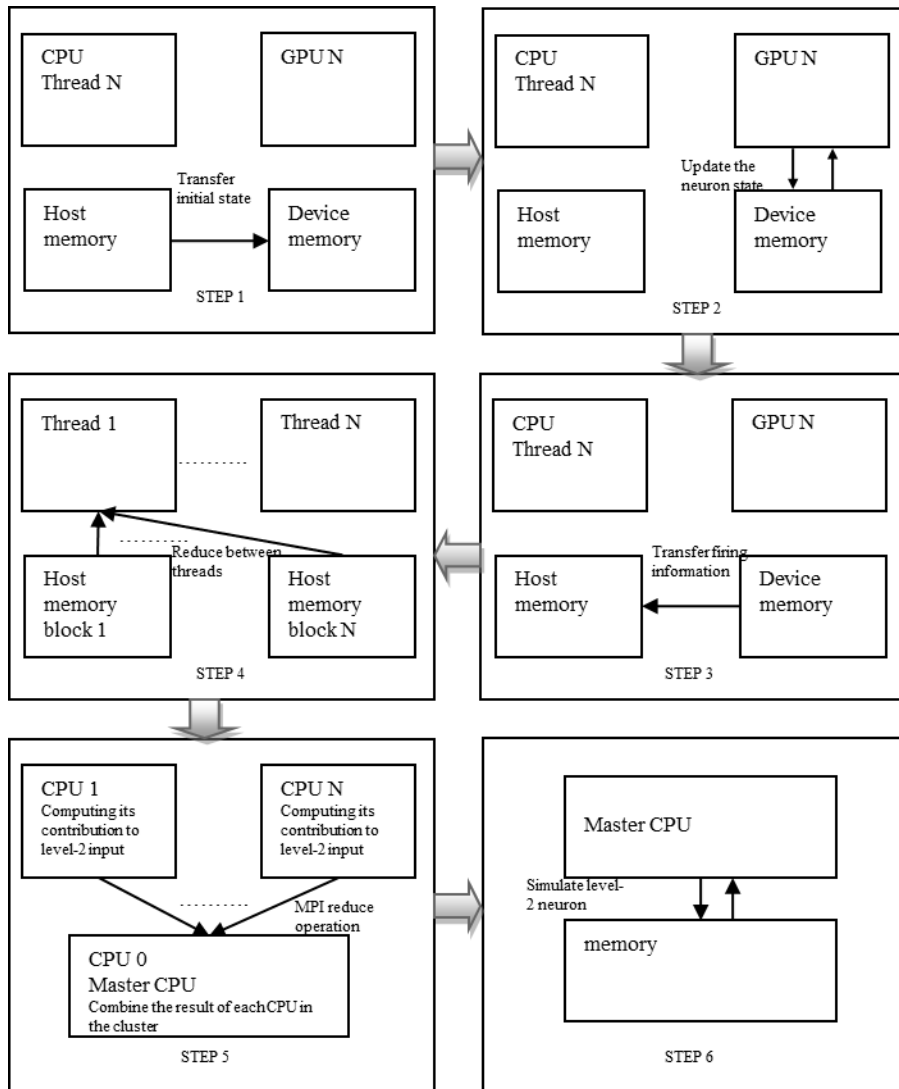 CPU
Thread N
GPU N
Transfer
initial state
Host
memory
Device
memory
STEP 1
CPU
Thread N
GPU N
Update the
neuron state
Host
memory
Device
memory
STEP 2
CPU
Thread N
GPU N
Transfer firing
information
Host
memory
Device
memory
STEP 3
Thread 1
Thread N
Reduce between
threads
Host
memory
block 1
Host
memory
block N
STEP 4
CPU 1
Computing its
contribution to
level-2 input
CPU N
Computing its
contribution to
level-2 input
MPI reduce
operation
CPU 0
Master CPU
Combine the result of each CPU in
the cluster
STEP 5
Master CPU
Simulate level-
2 neuron
memory
STEP 6